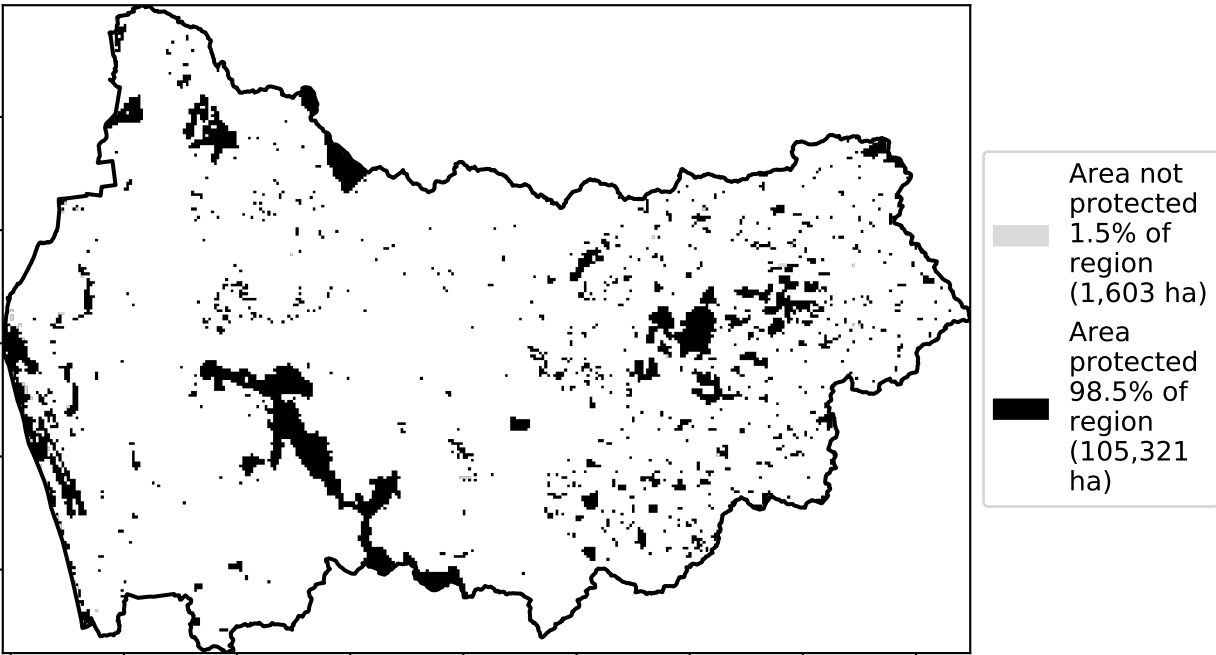 Area not
protected
1.5% of
region
(1,603 ha)
Area
protected
98.5% of
region
(105,321
ha)